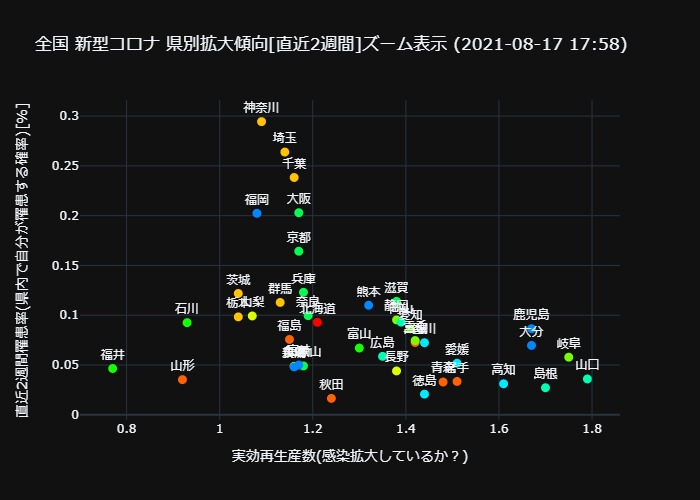 全国 新型コロナ 県別拡大傾向[直近2週間]ズーム表示 (2021-08-17 17:58)
直近2週間罹患率(県内で自分が罹患する確率)[%]
0.3
0.25
0.2
0.15
0.1
0.05
0
神奈川
埼玉
千葉
福岡
大阪
京都
兵庫
茨城
群馬
奈良
熊本
滋賀
静岡
石川
栃木
山梨
北海道
愛知
鹿児島
福島
大分
富山
広島
愛媛
岐阜
福井
山形
長野
青森
岩手
高知
山口
秋田
徳島
島根
0.8
1
1.2
1.4
1.6
1.8
実効再生産数(感染拡大しているか？)